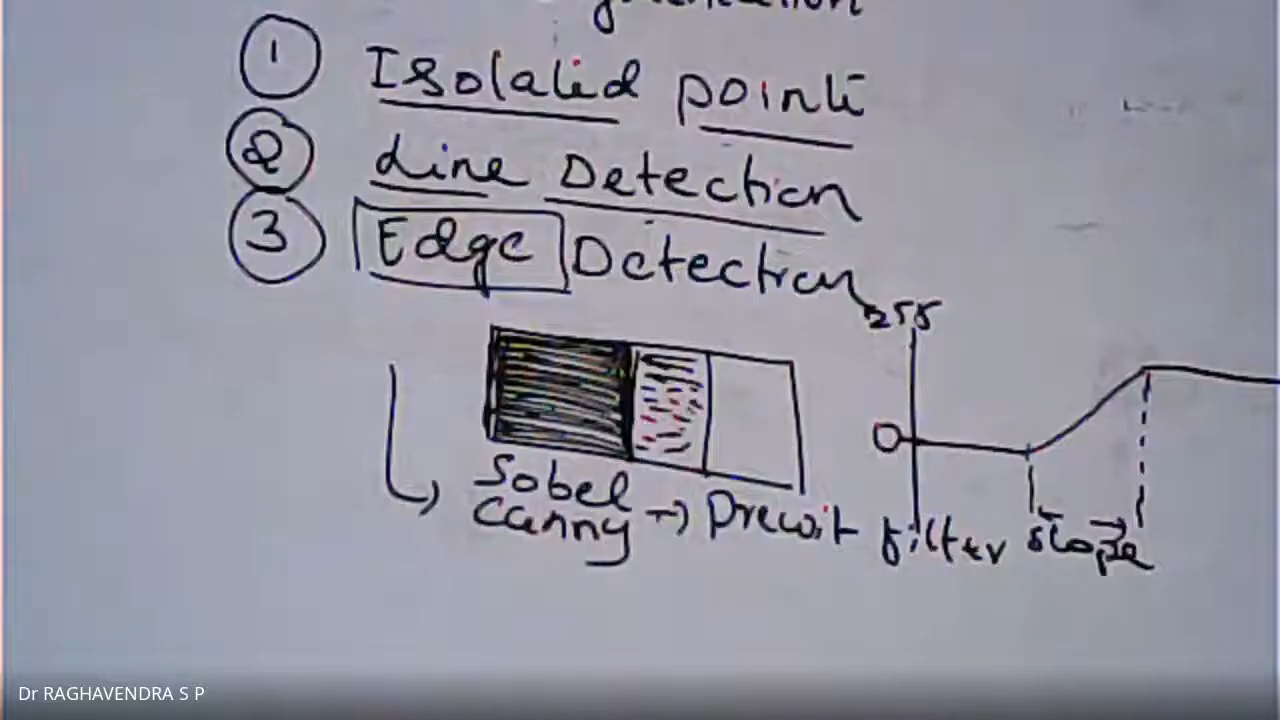 ① Isolated points
② Line Detection
③ Edge Detection
255
0
Sobel
Canny → Prewit filter slope
Dr RAGHAVENDRA S P